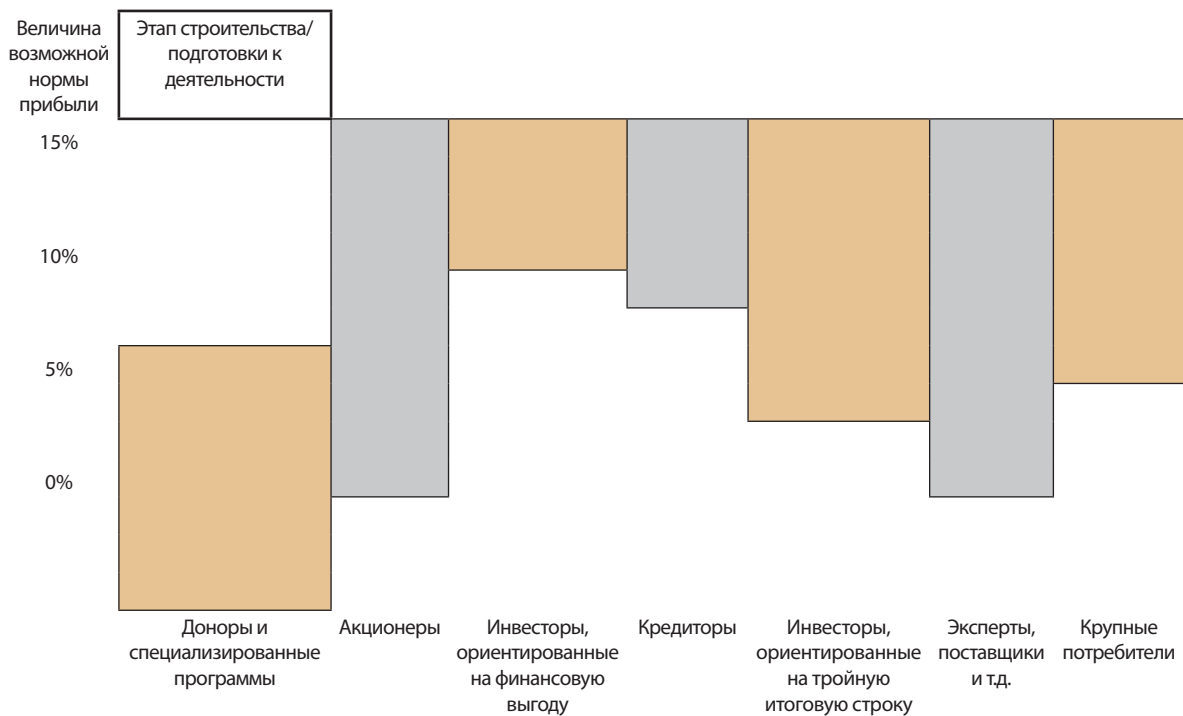 Величина
возможной
нормы
прибыли
Этап строительства/
подготовки к
деятельности
15%
10%
5%
0%
Доноры и
специализированные
программы
Акционеры
Инвесторы,
ориентированные
на финансовую
выгоду
Кредиторы
Инвесторы,
ориентированные
на тройную
итоговую строку
Эксперты,
поставщики
и т.д.
Крупные
потребители